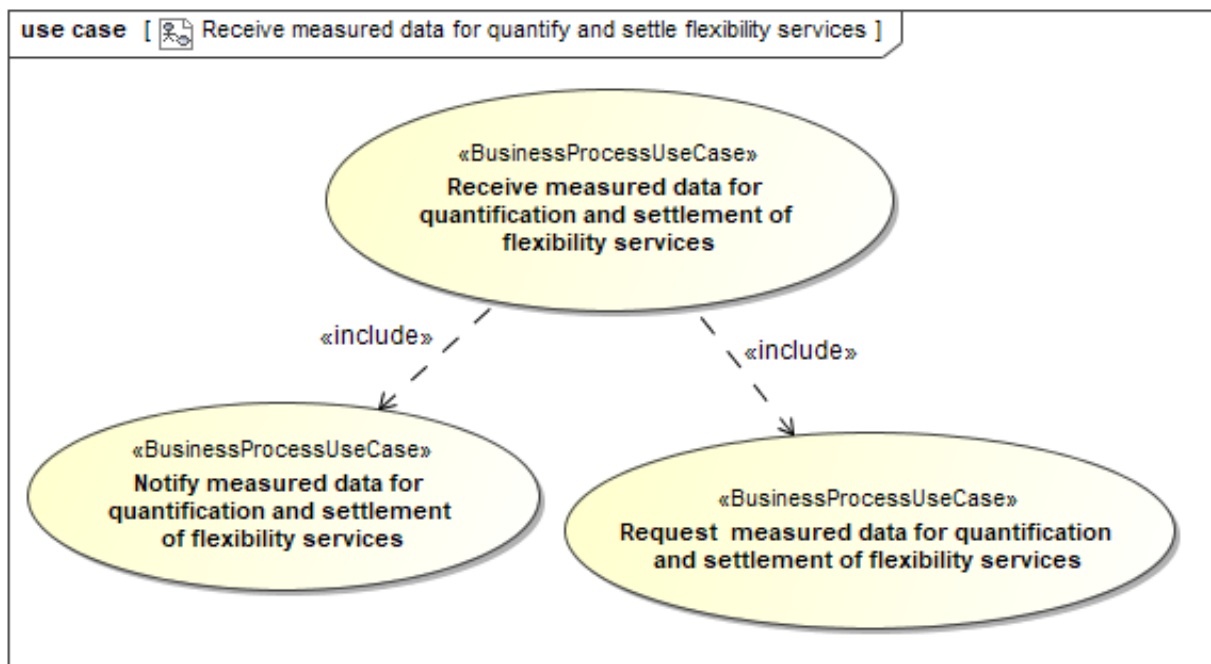 use case [ Receive measured data for quantify and settle flexibility services ]
«BusinessProcessUseCase»
Receive measured data for
quantification and settlement of
flexibility services
«include»
«include»
«BusinessProcessUseCase»
Notify measured data for
quantification and settlement
of flexibility services
«BusinessProcessUseCase»
Request  measured data for quantification
and settlement of flexibility services